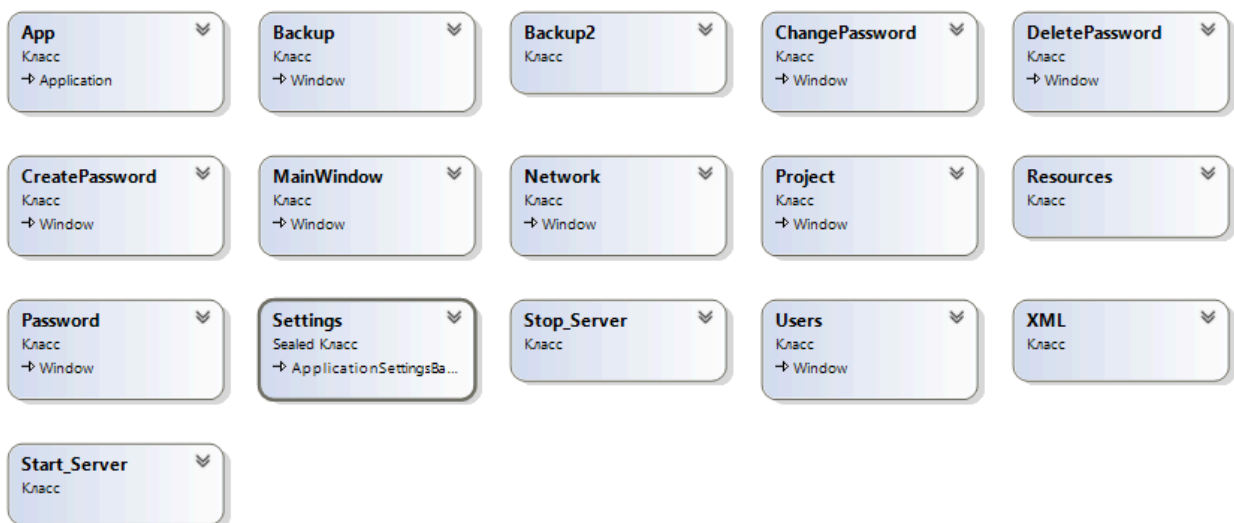 App
Класс
Application
Backup
Класс
Window
Backup2
Класс
ChangePassword
Класс
Window
DeletePassword
Класс
Window
CreatePassword
Класс
Window
MainWindow
Класс
Window
Network
Класс
Window
Project
Класс
Window
Resources
Класс
Password
Класс
Window
Settings
Sealed Класс
ApplicationSettingsBa...
Stop_Server
Класс
Users
Класс
Window
XML
Класс
Start_Server
Класс